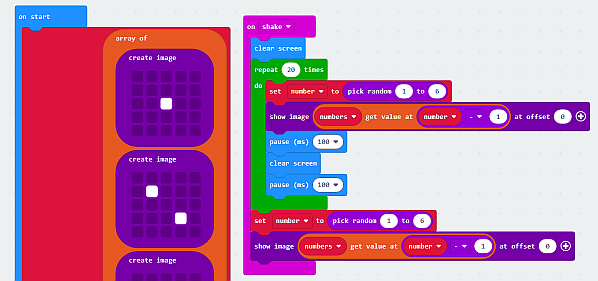 on start
array of
create image
create image
create image
on shake
clear screen
repeat 20 times
do
set number to pick random 1 to 6
show image numbers get value at number - 1 at offset 0
pause (ms) 100
clear screen
pause (ms) 100
set number to pick random 1 to 6
show image numbers get value at number - 1 at offset 0